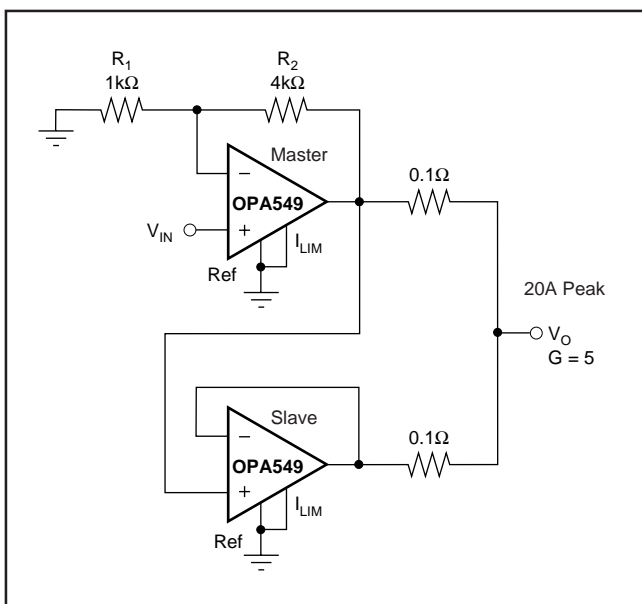 R1
1kΩ
R2
4kΩ
Master
–
OPA549
+
VIN
ILIM
Ref
0.1Ω
20A Peak
VO
G = 5
Slave
–
OPA549
+
ILIM
Ref
0.1Ω